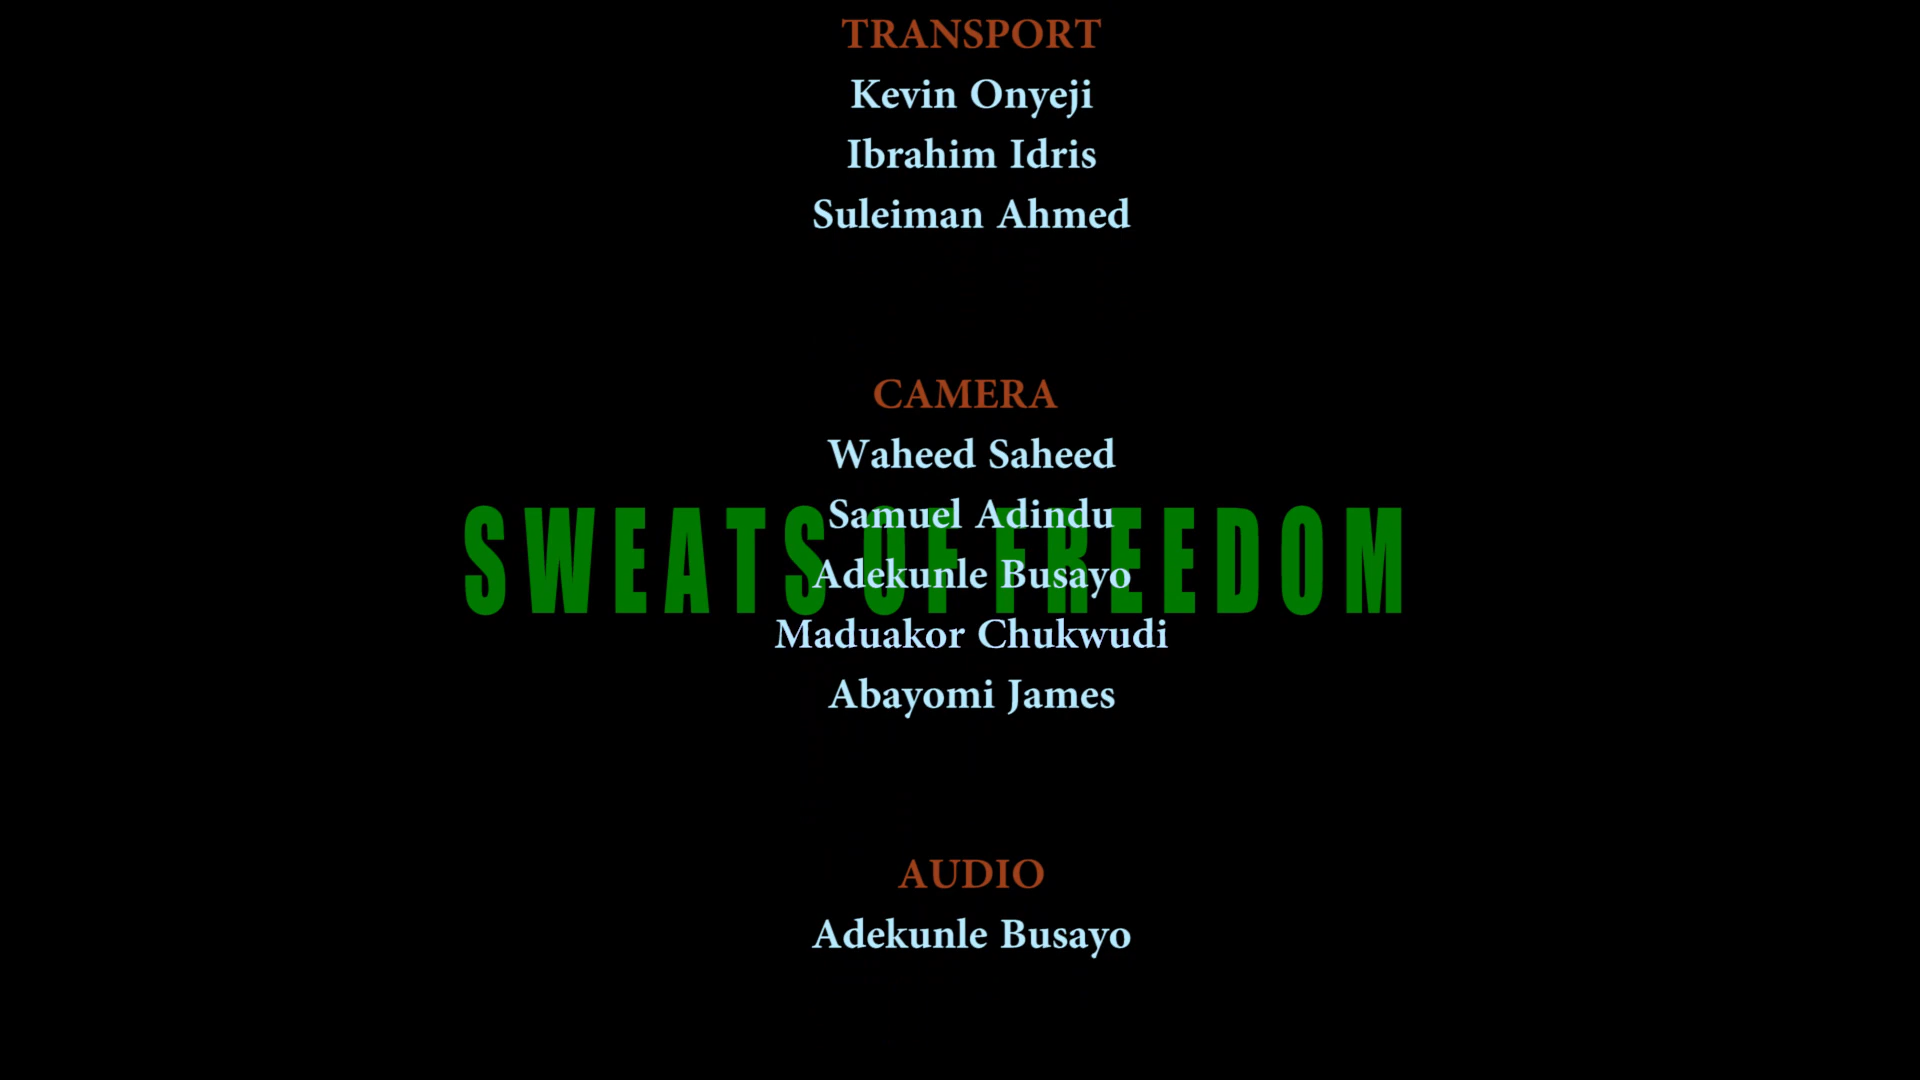 TRANSPORT
Kevin Onyeji
Ibrahim Idris
Suleiman Ahmed
CAMERA
Waheed Saheed
Samuel Adindu
SWEATS OF FREEDOM
Adekunle Busayo
Maduakor Chukwudi
Abayomi James
AUDIO
Adekunle Busayo